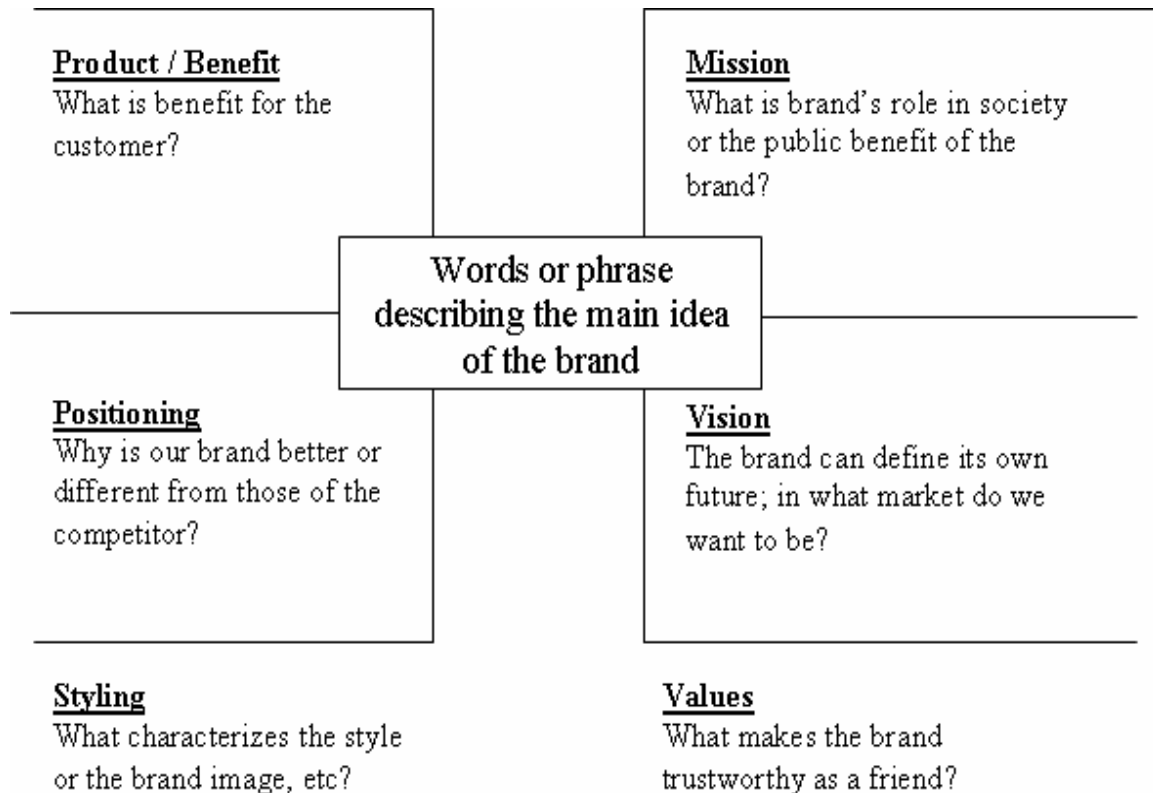 Product / Benefit
What is benefit for the
customer?
Mission
What is brand's role in society
or the public benefit of the
brand?
Words or phrase
describing the main idea
of the brand
Positioning
Why is our brand better or
different from those of the
competitor?
Vision
The brand can define its own
future; in what market do we
want to be?
Styling
What characterizes the style
or the brand image, etc?
Values
What makes the brand
trustworthy as a friend?